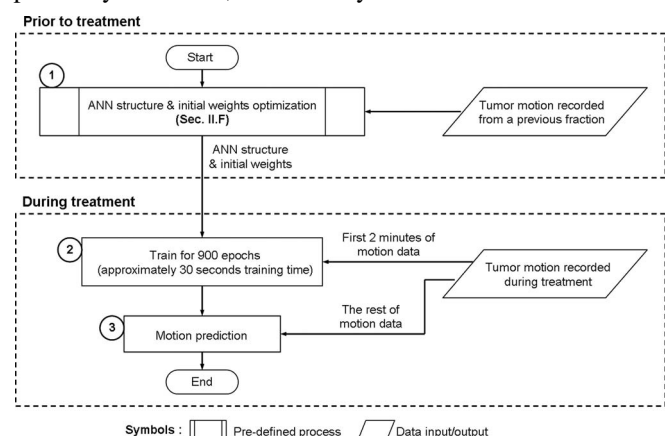 Prior to treatment
Start
1
ANN structure & initial weights optimization
(Sec. II.F)
Tumor motion recorded
from a previous fraction
ANN structure
& initial weights
During treatment
2
Train for 900 epochs
(approximately 30 seconds training time)
First 2 minutes of
motion data
Tumor motion recorded
during treatment
The rest of
motion data
3
Motion prediction
End
Symbols : Pre-defined process Data input/output